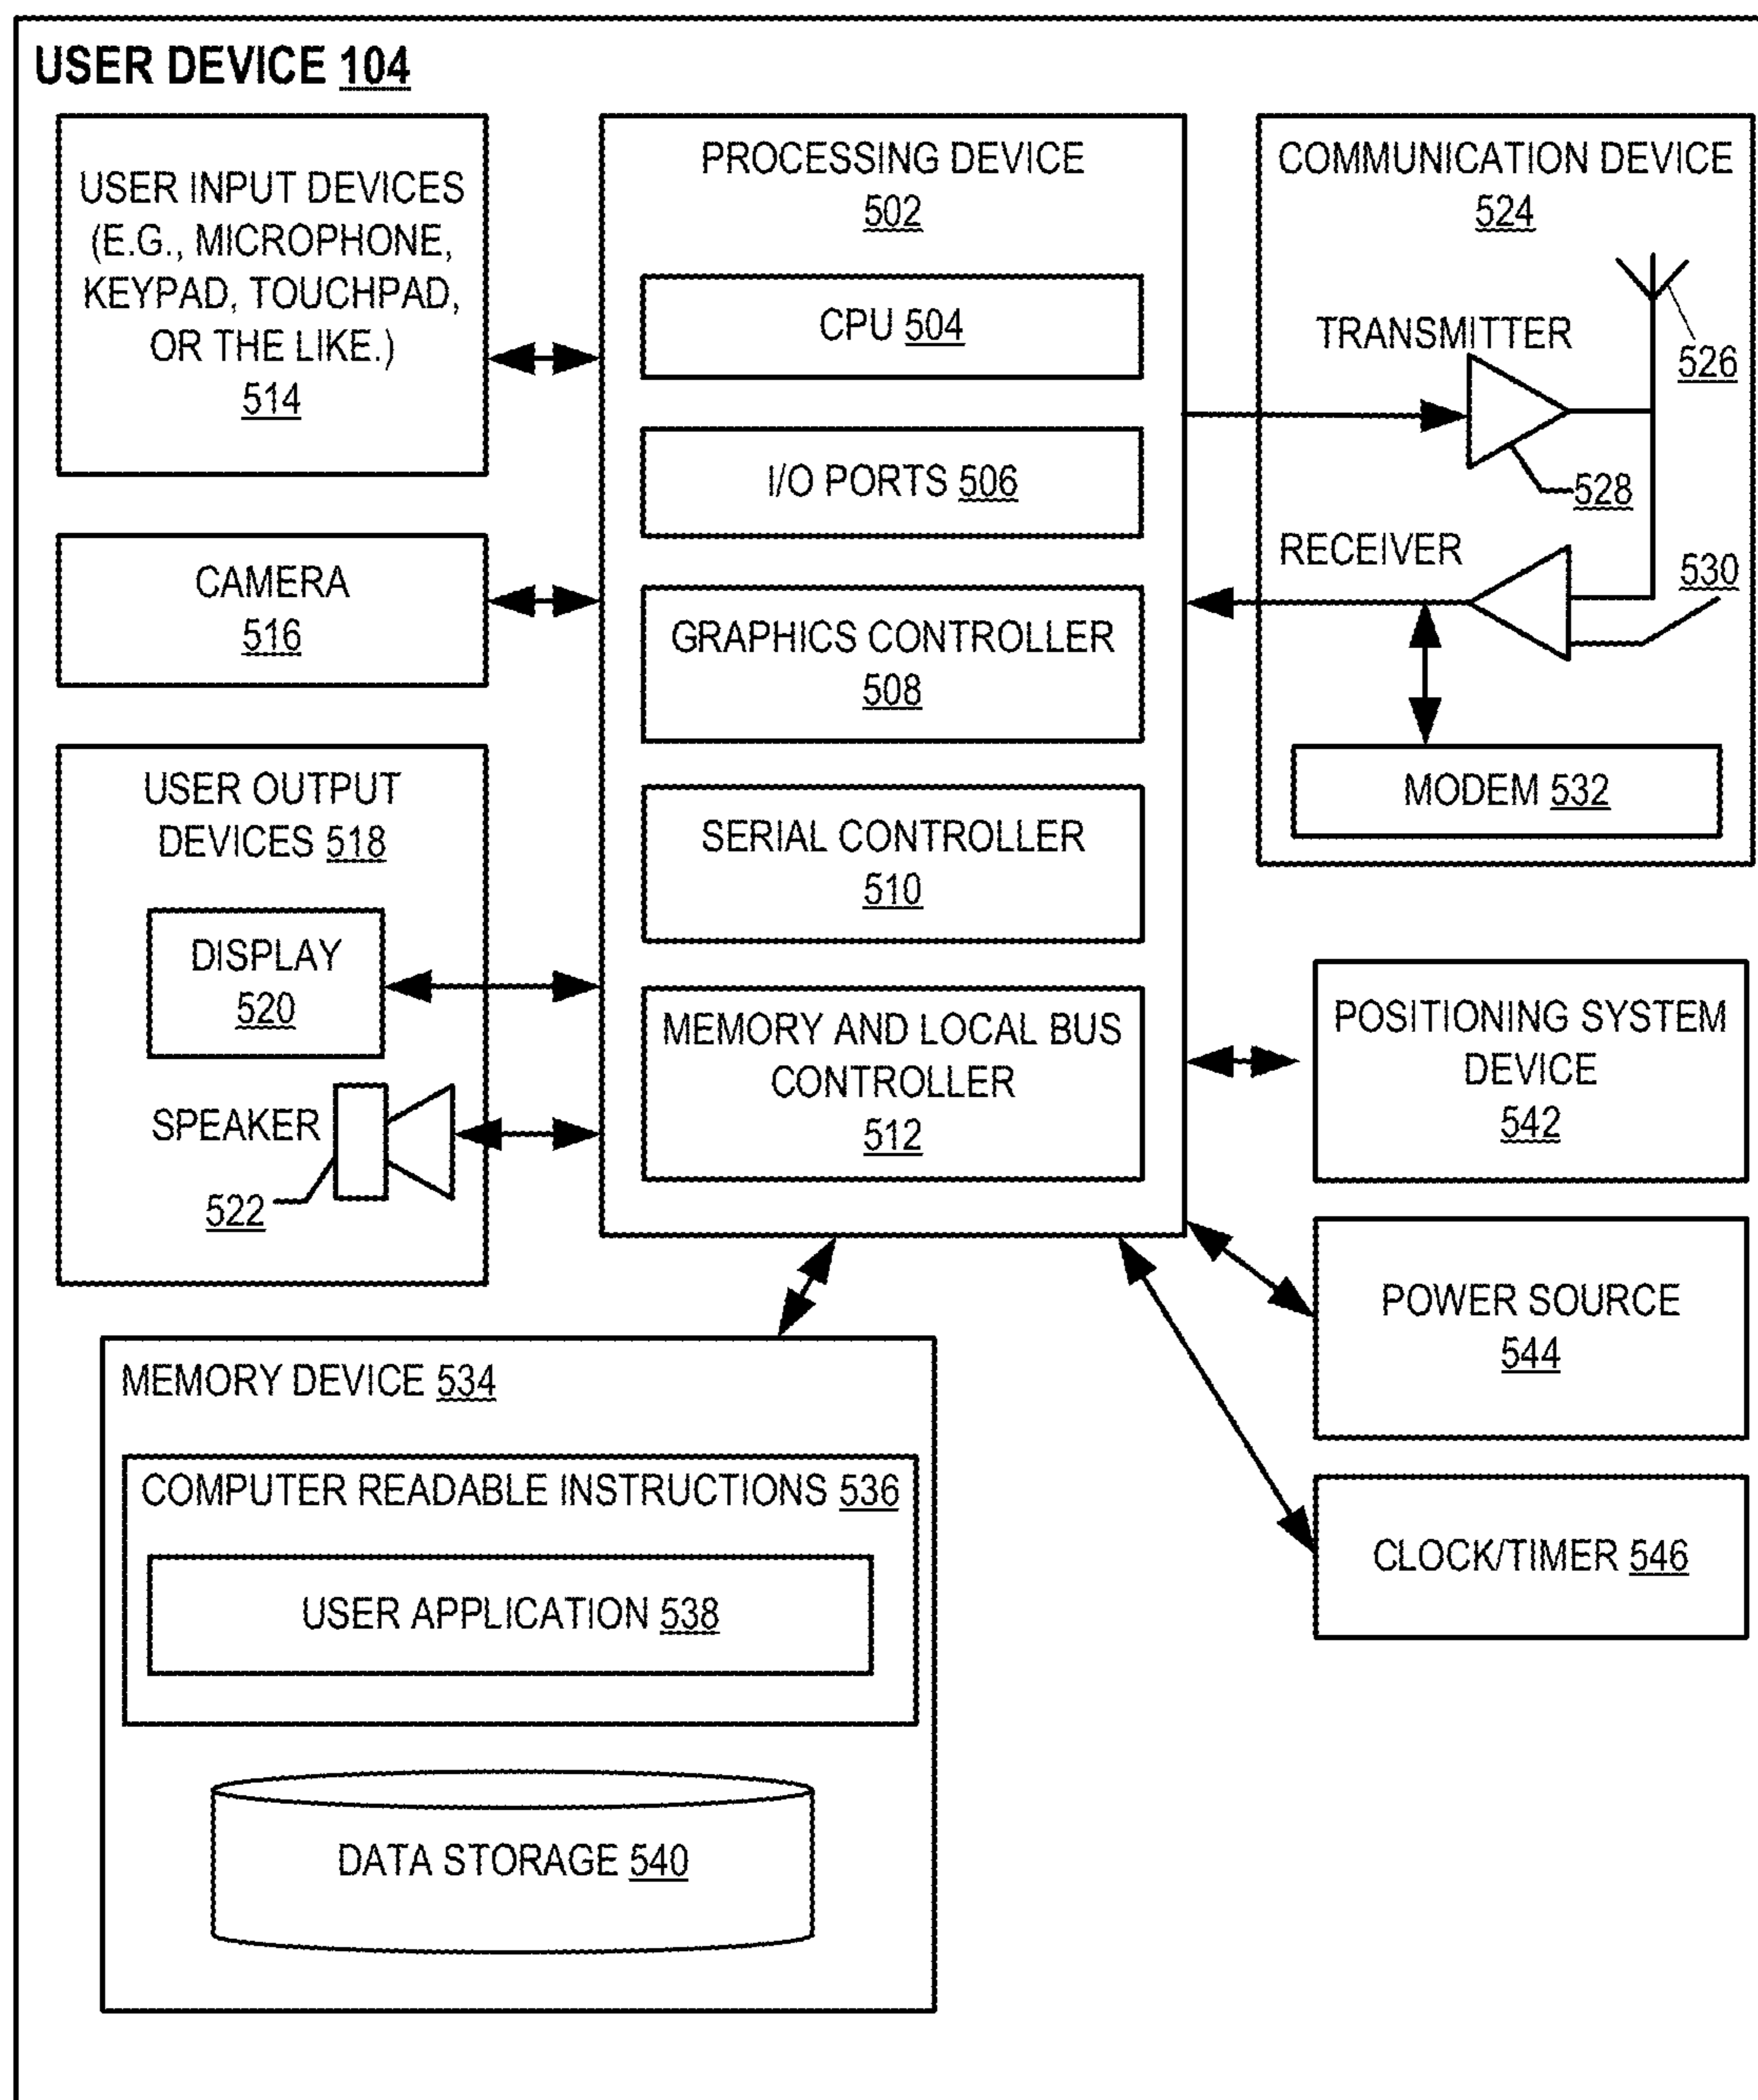 USER DEVICE 104
USER INPUT DEVICES
(E.G., MICROPHONE,
KEYPAD, TOUCHPAD,
OR THE LIKE.)
514
CAMERA
516
USER OUTPUT
DEVICES 518
DISPLAY
520
SPEAKER
522
PROCESSING DEVICE
502
CPU 504
I/O PORTS 506
GRAPHICS CONTROLLER
508
SERIAL CONTROLLER
510
MEMORY AND LOCAL BUS
CONTROLLER
512
COMMUNICATION DEVICE
524
TRANSMITTER
526
528
RECEIVER
530
MODEM 532
POSITIONING SYSTEM
DEVICE
542
POWER SOURCE
544
CLOCK/TIMER 546
MEMORY DEVICE 534
COMPUTER READABLE INSTRUCTIONS 536
USER APPLICATION 538
DATA STORAGE 540